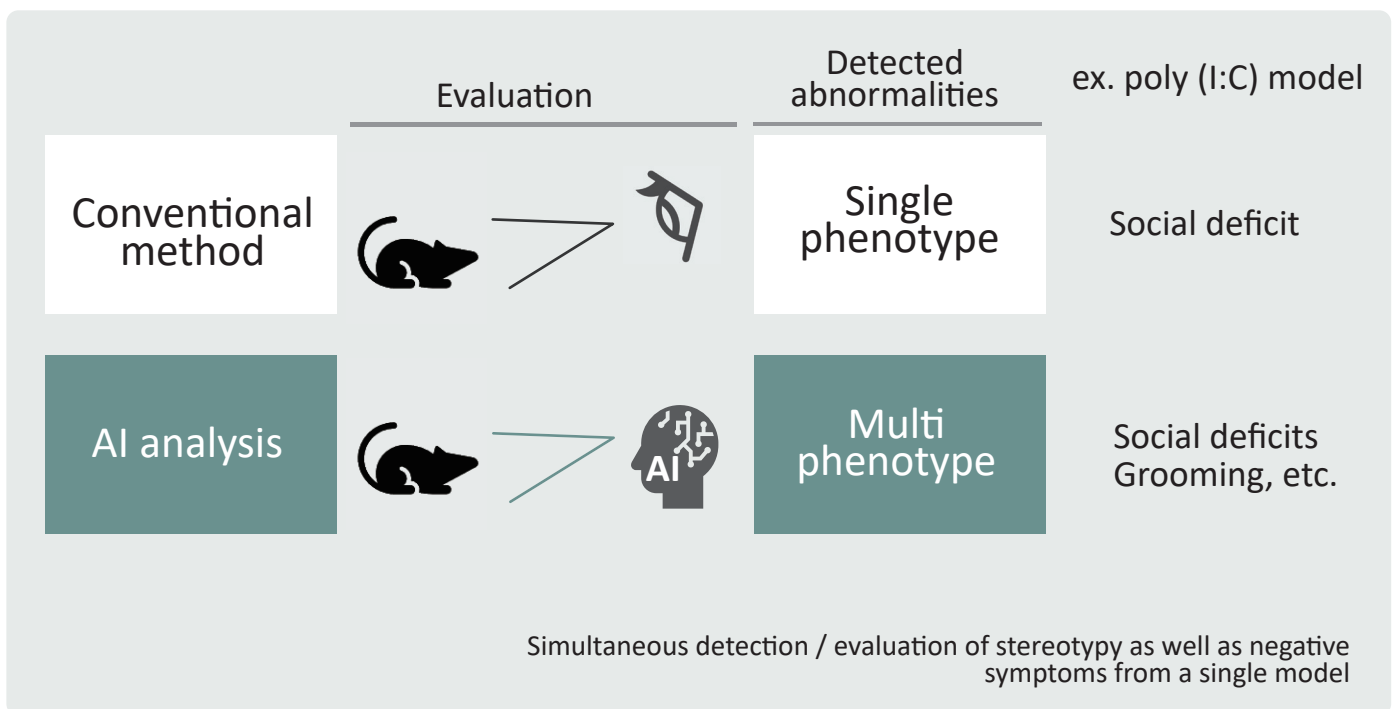 Evaluation
Detected
abnormalities
ex. poly (I:C) model
Conventional
method
Single
phenotype
Social deficit
AI analysis
AI
Multi
phenotype
Social deficits
Grooming, etc.
Simultaneous detection / evaluation of stereotypy as well as negative
symptoms from a single model